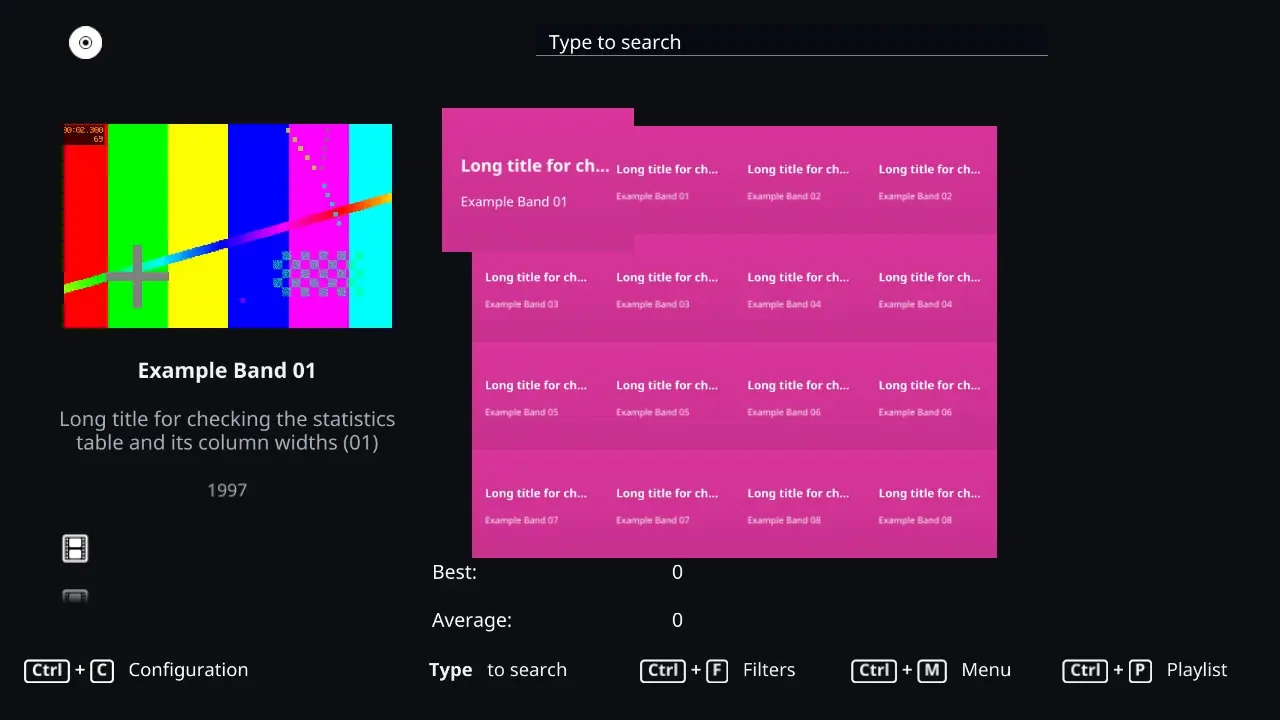 Type to search
00:02.300
69
Long title for ch...
Example Band 01
Long title for ch... Long title for ch... Long title for ch...
Example Band 01 Example Band 02 Example Band 02
Long title for ch... Long title for ch... Long title for ch... Long title for ch...
Example Band 03 Example Band 03 Example Band 04 Example Band 04
Long title for ch... Long title for ch... Long title for ch... Long title for ch...
Example Band 05 Example Band 05 Example Band 06 Example Band 06
Long title for ch... Long title for ch... Long title for ch... Long title for ch...
Example Band 07 Example Band 07 Example Band 08 Example Band 08
Example Band 01
Long title for checking the statistics
table and its column widths (01)
1997
Best: 0
Average: 0
Ctrl + C Configuration Type to search Ctrl + F Filters Ctrl + M Menu Ctrl + P Playlist